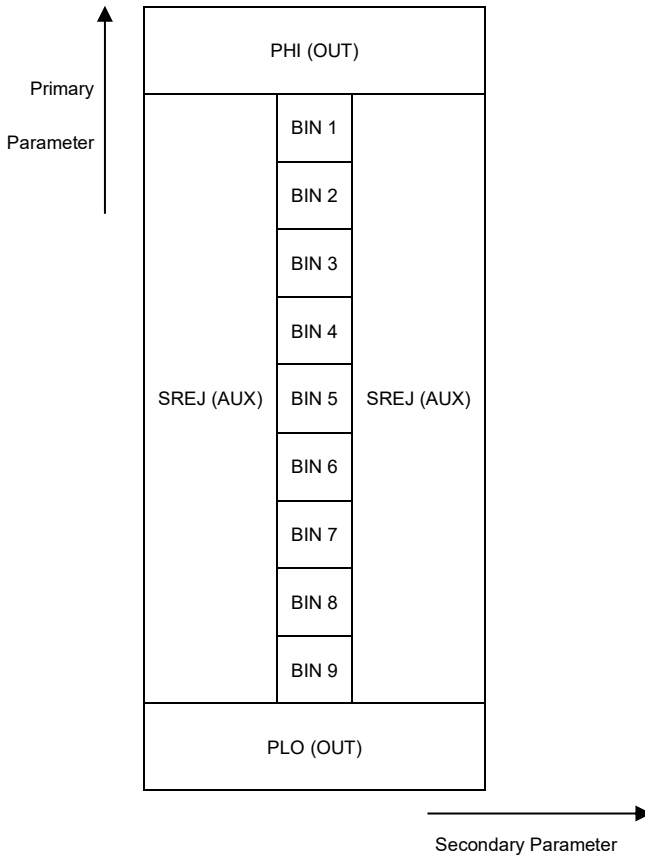 PHI (OUT)
Primary
Parameter
BIN 1
BIN 2
BIN 3
BIN 4
SREJ (AUX)
BIN 5
SREJ (AUX)
BIN 6
BIN 7
BIN 8
BIN 9
PLO (OUT)
Secondary Parameter